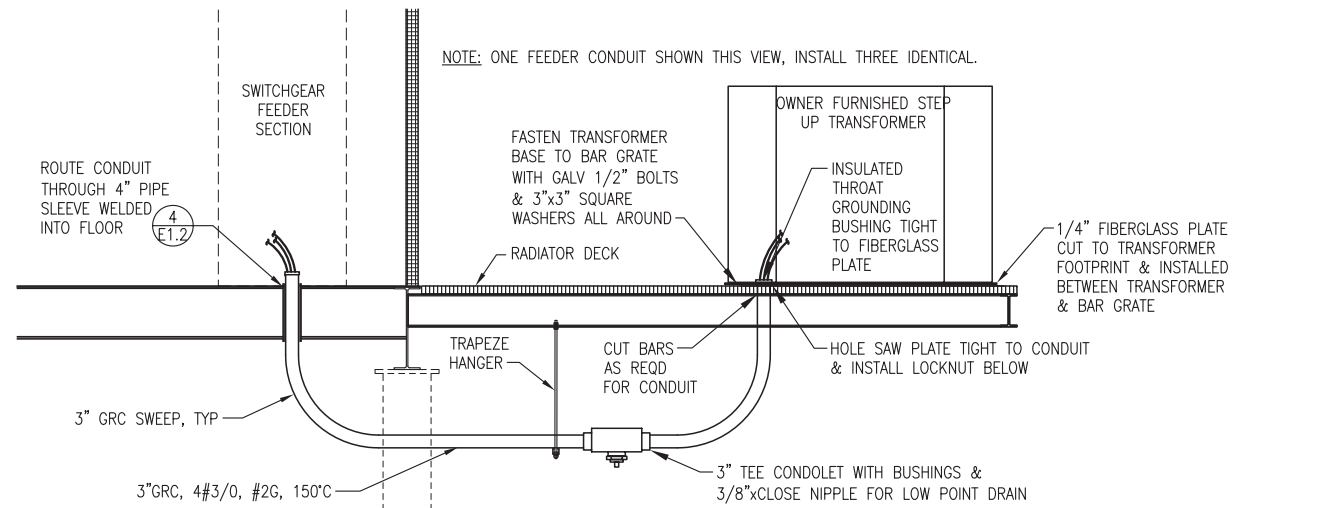 NOTE: ONE FEEDER CONDUIT SHOWN THIS VIEW, INSTALL THREE IDENTICAL.
SWITCHGEAR
FEEDER
SECTION
OWNER FURNISHED STEP
UP TRANSFORMER
FASTEN TRANSFORMER
BASE TO BAR GRATE
WITH GALV 1/2" BOLTS
& 3"x3" SQUARE
WASHERS ALL AROUND
ROUTE CONDUIT
THROUGH 4" PIPE
SLEEVE WELDED
INTO FLOOR
4
E1.2
INSULATED
THROAT
GROUNDING
BUSHING TIGHT
TO FIBERGLASS
PLATE
RADIATOR DECK
1/4" FIBERGLASS PLATE
CUT TO TRANSFORMER
FOOTPRINT & INSTALLED
BETWEEN TRANSFORMER
& BAR GRATE
TRAPEZE
HANGER
CUT BARS
AS REQD
FOR CONDUIT
HOLE SAW PLATE TIGHT TO CONDUIT
& INSTALL LOCKNUT BELOW
3" GRC SWEEP, TYP
3"GRC, 4#3/0, #2G, 150°C
3" TEE CONDOLET WITH BUSHINGS &
3/8"xCLOSE NIPPLE FOR LOW POINT DRAIN